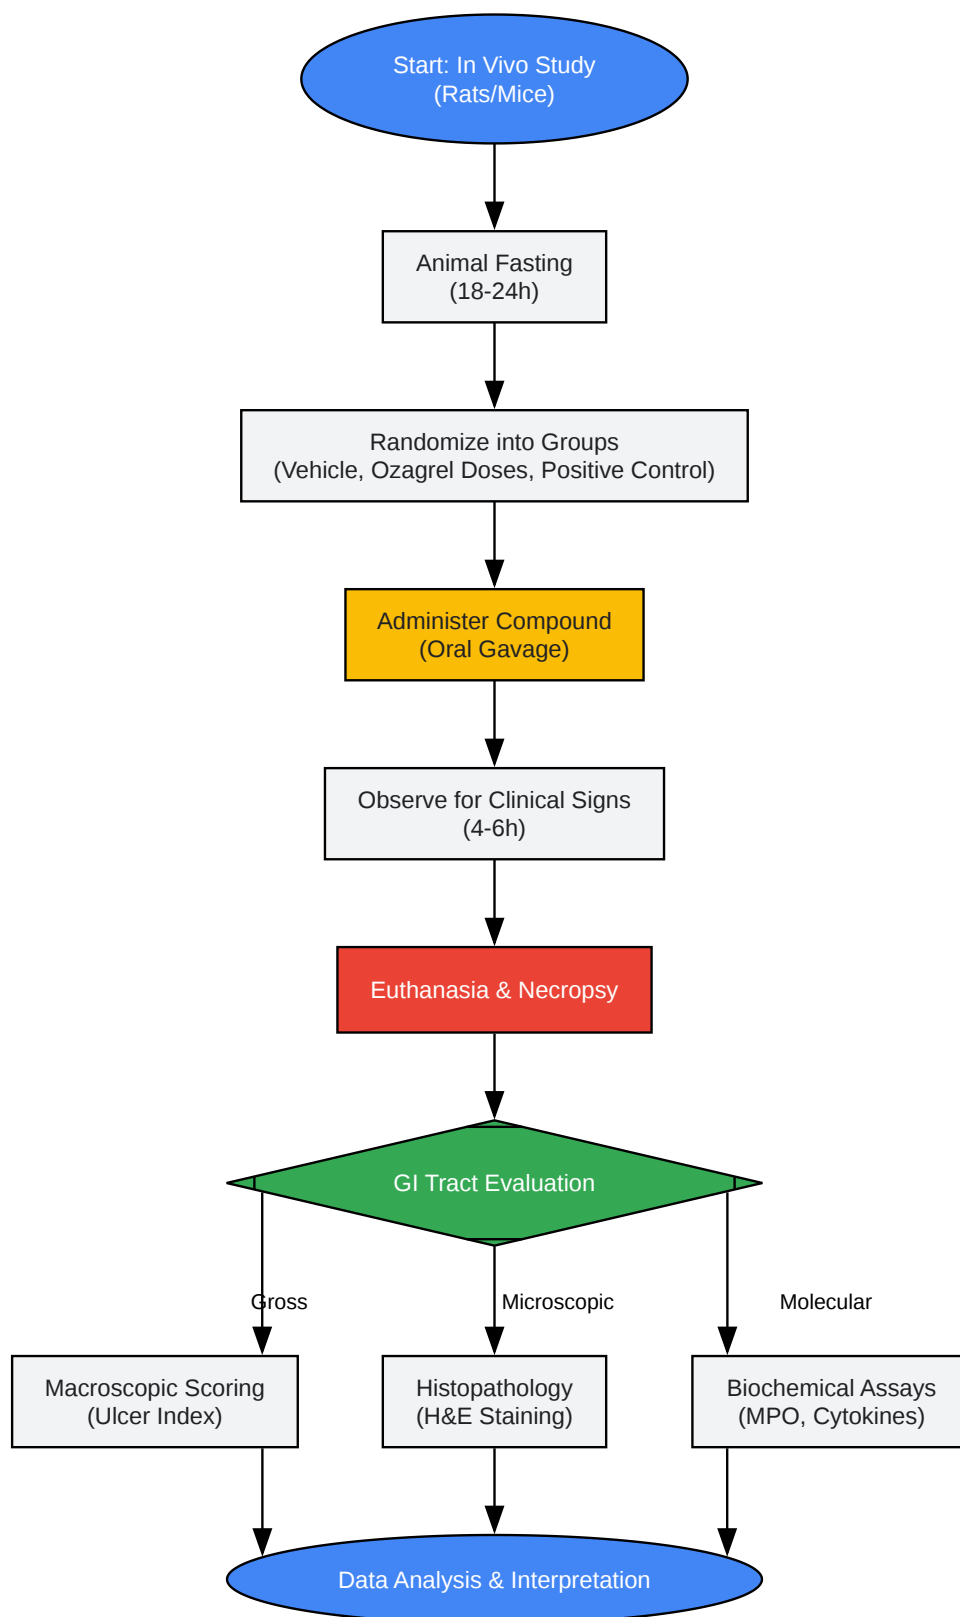 Start: In Vivo Study
(Rats/Mice)
Animal Fasting
(18-24h)
Randomize into Groups
(Vehicle, Ozagrel Doses, Positive Control)
Administer Compound
(Oral Gavage)
Observe for Clinical Signs
(4-6h)
Euthanasia & Necropsy
GI Tract Evaluation
Gross
Microscopic
Molecular
Macroscopic Scoring
(Ulcer Index)
Histopathology
(H&E Staining)
Biochemical Assays
(MPO, Cytokines)
Data Analysis & Interpretation